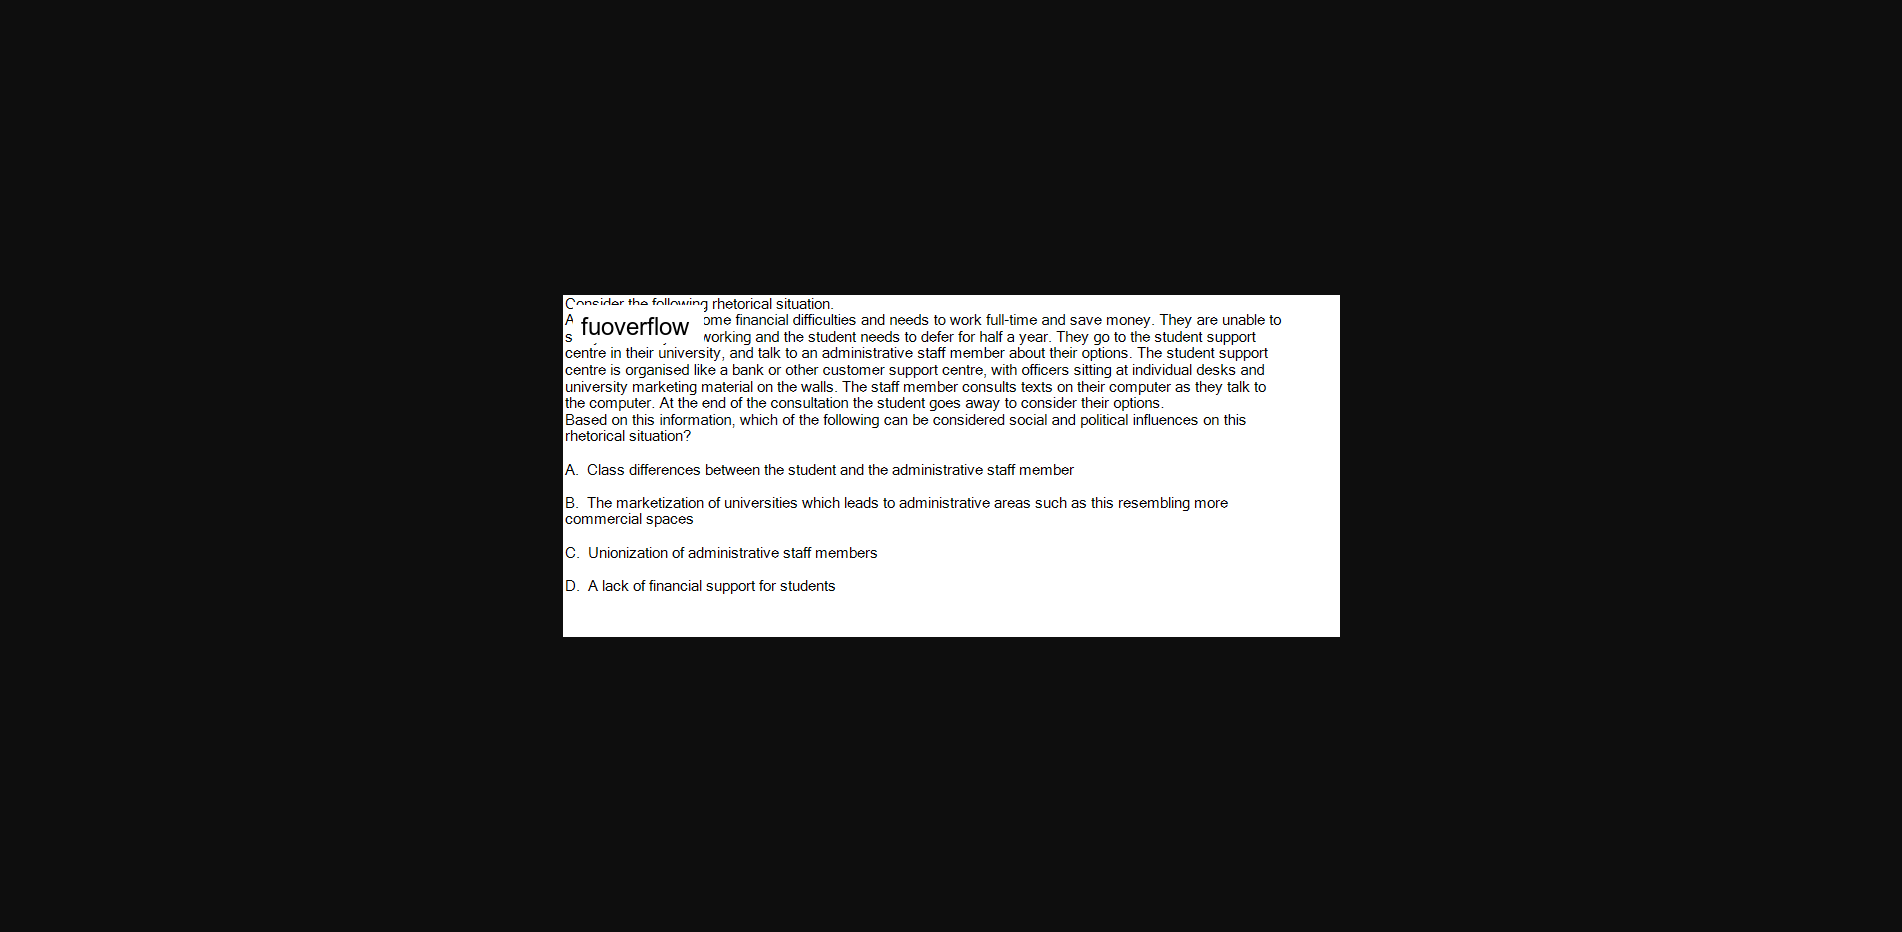 Consider the following rhetorical situation.
A fuoverflow ome financial difficulties and needs to work full-time and save money. They are unable to
s working and the student needs to defer for half a year. They go to the student support
centre in their university, and talk to an administrative staff member about their options. The student support
centre is organised like a bank or other customer support centre, with officers sitting at individual desks and
university marketing material on the walls. The staff member consults texts on their computer as they talk to
the computer. At the end of the consultation the student goes away to consider their options.
Based on this information, which of the following can be considered social and political influences on this
rhetorical situation?
A. Class differences between the student and the administrative staff member
B. The marketization of universities which leads to administrative areas such as this resembling more
commercial spaces
C. Unionization of administrative staff members
D. A lack of financial support for students